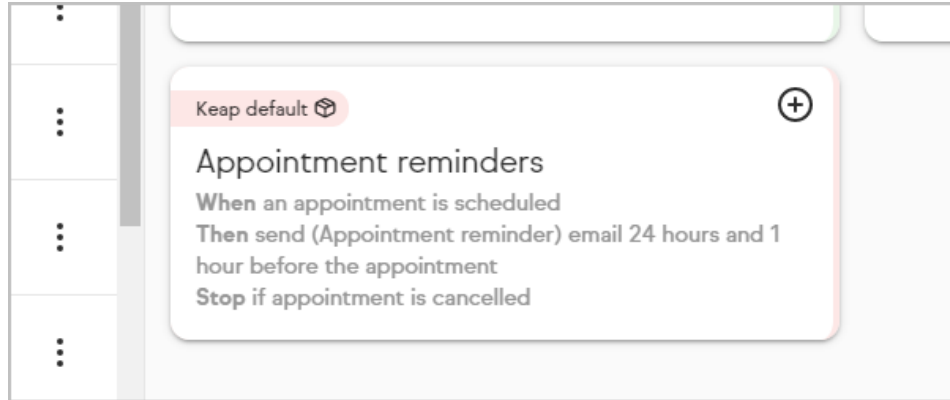 Keap default
Appointment reminders
When an appointment is scheduled
Then send (Appointment reminder) email 24 hours and 1
hour before the appointment
Stop if appointment is cancelled